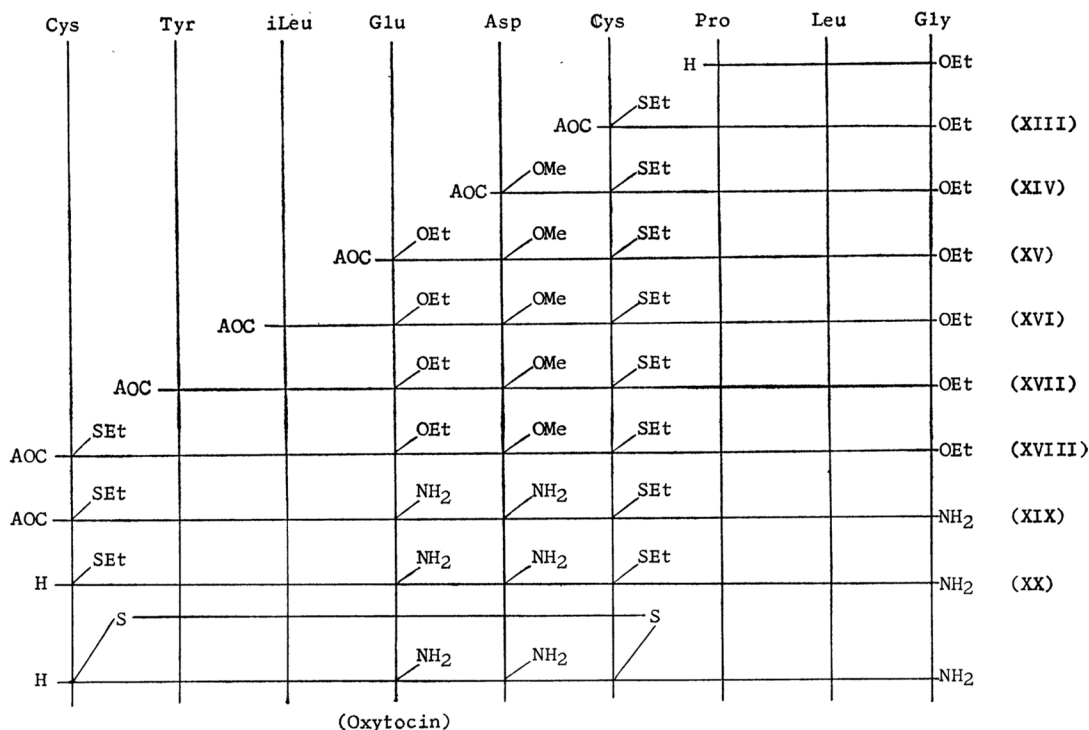 Cys Tyr iLeu Glu Asp Cys Pro Leu Gly
H OEt
SEt
AOC OEt (XIII)
OMe SEt
AOC OEt (XIV)
OEt OMe SEt
AOC OEt (XV)
OEt OMe SEt
AOC OEt (XVI)
OEt OMe SEt
AOC OEt (XVII)
SEt OEt OMe SEt
AOC OEt (XVIII)
SEt NH2 NH2 SEt
AOC NH2 (XIX)
SEt NH2 NH2 SEt
H NH2 (XX)
S S
NH2 NH2
H NH2
(Oxytocin)